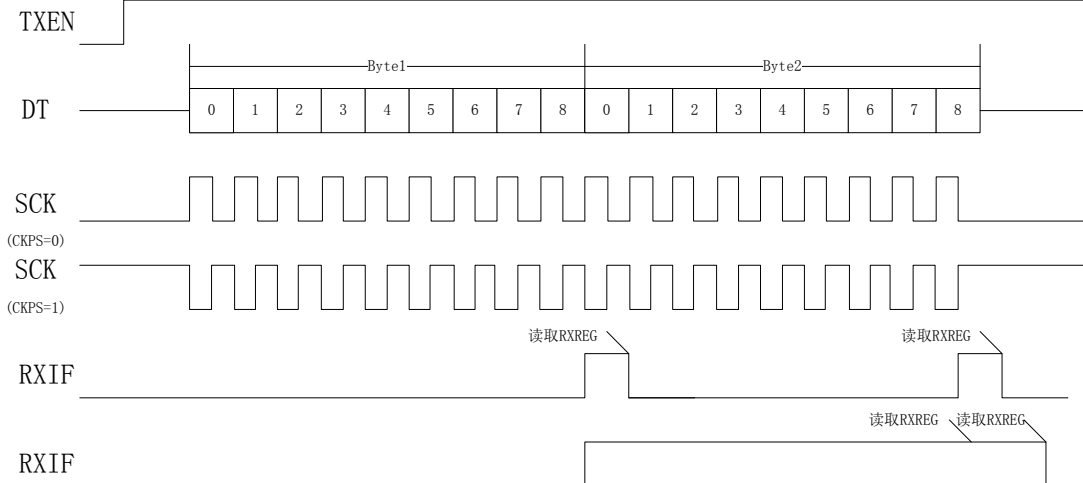 TXEN
Byte1 Byte2
DT 0 1 2 3 4 5 6 7 8 0 1 2 3 4 5 6 7 8
SCK
(CKPS=0)
SCK
(CKPS=1)
读取RXREG 读取RXREG
RXIF
读取RXREG 读取RXREG
RXIF